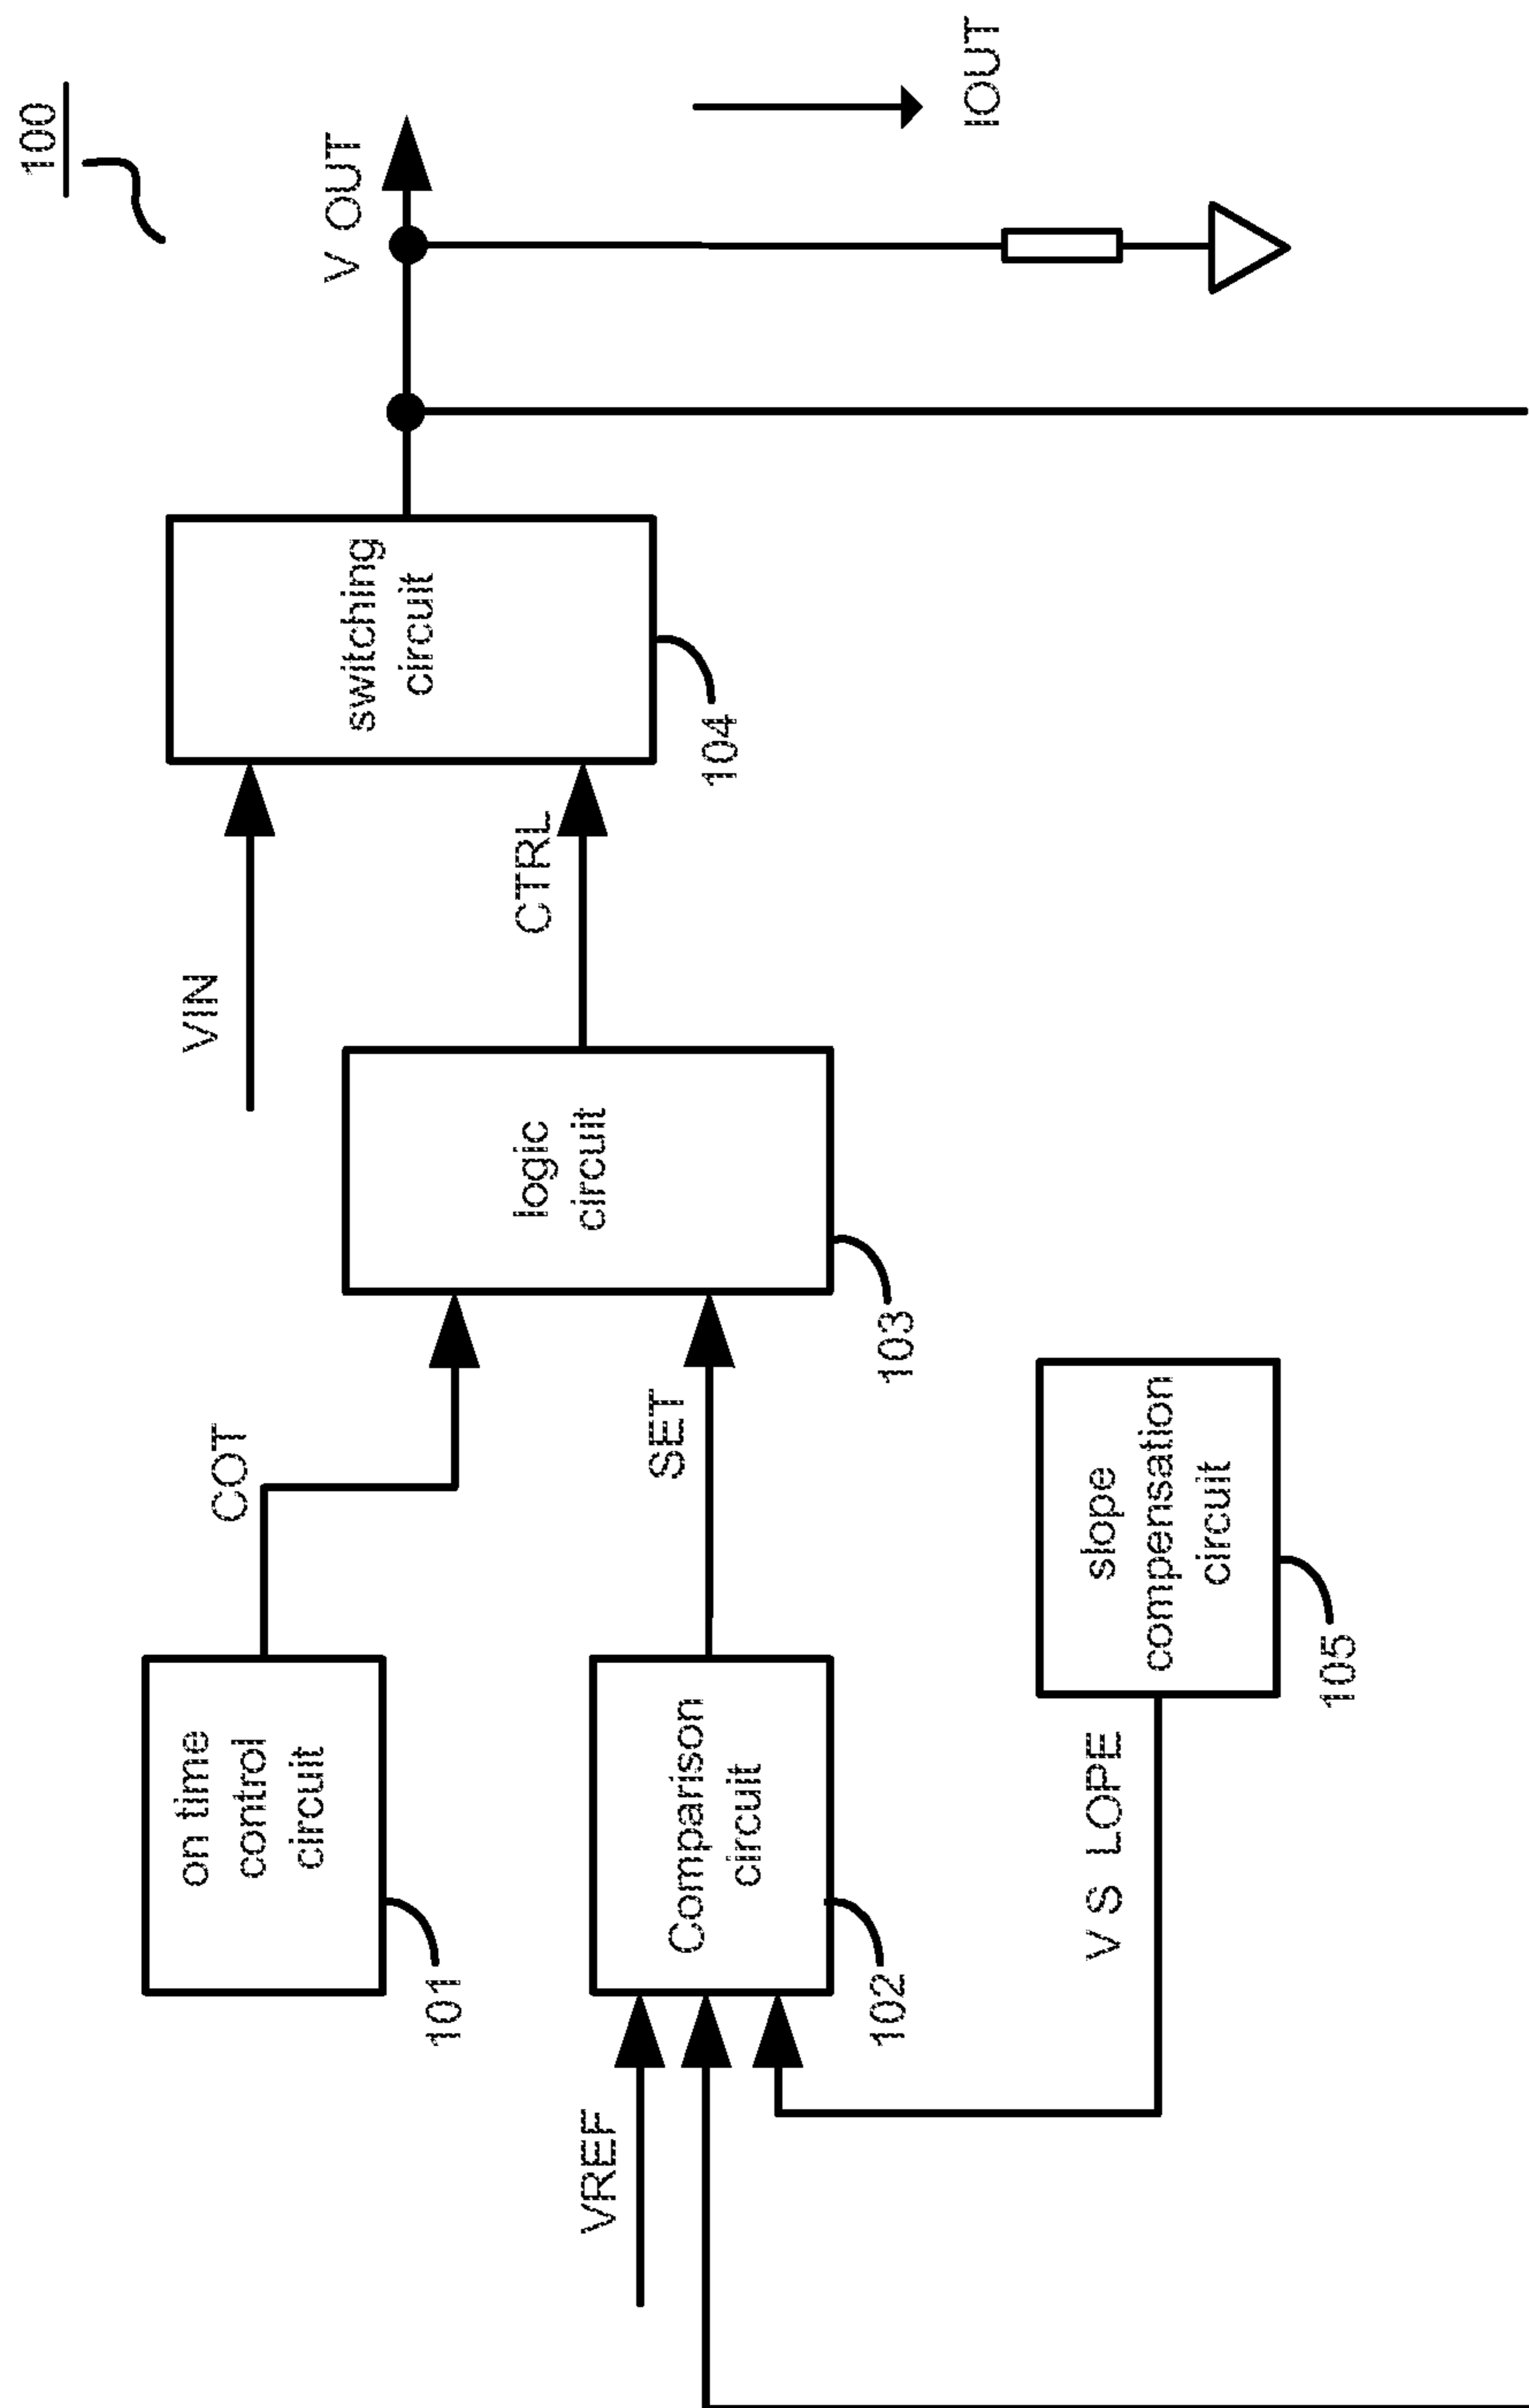 100
V OUT
IOUT
VIN
switching
circuit
104
CTRL
COT
logic
circuit
103
on time
control
circuit
101
SET
VREF
Comparison
circuit
102
V S LOPE
slope
compensation
circuit
105